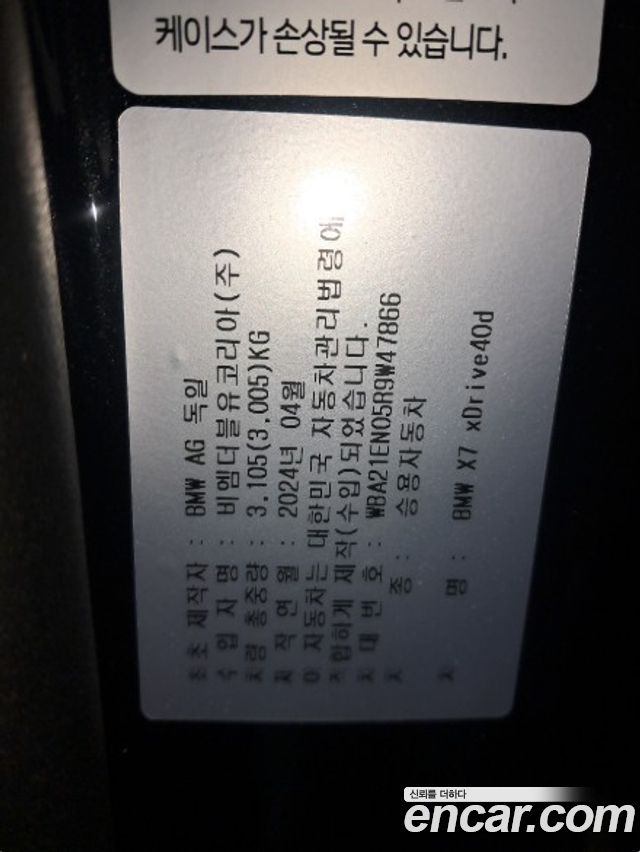 케이스가 손상될 수 있습니다.
최초 제작자 : BMW AG 독일
수 입 자 명 : 비엠더블유코리아(주)
차량 총중량 : 3,105(3,005)KG
제 작 연 월 : 2024년 04월
이 자동차는 대한민국 자동차관리법령에
적합하게 제작(수입)되었습니다.
차 대 번 호 : WBA21EN05R9W47866
차 종 : 승용자동차
차 명 : BMW X7 xDrive40d
신뢰를 더하다
encar.com